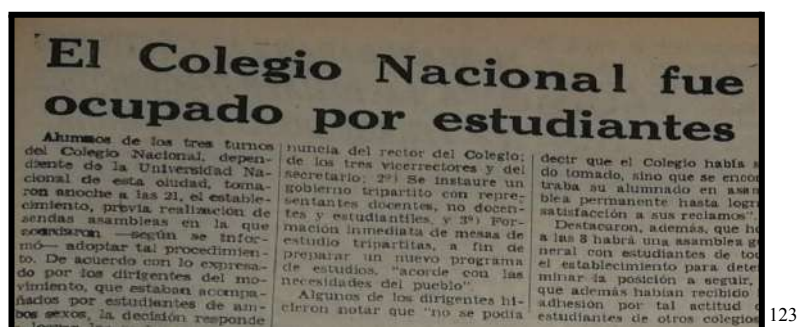 El Colegio Nacional fue
ocupado por estudiantes
Alumnos de los tres turnos
del Colegio Nacional, depen-
diente de la Universidad Na-
cional de esta ciudad, toma-
ron anoche a las 21, el estable-
cimiento, previa realización de
sendas asambleas en la que
acordaron —según se infor-
mó— adoptar tal procedimien-
to. De acuerdo con lo expresa-
do por los dirigentes del mo-
vimiento, que estaban acompa-
ñados por estudiantes de am-
bos sexos, la decisión responde
nuncia del rector del Colegio;
de los tres vicerrectores y del
secretario; 2º) Se instaure un
gobierno tripartito con repre-
sentantes docentes, no docen-
tes y estudiantiles, y 3º) For-
mación inmediata de mesas de
estudio tripartitas, a fin de
preparar un nuevo programa
de estudios, "acorde con las
necesidades del pueblo".
Algunos de los dirigentes hi-
cieron notar que "no se podía
decir que el Colegio había s
do tomado, sino que se encon
traba su alumnado en asam
blea permanente hasta logr
satisfacción a sus reclamos".
Destacaron, además, que ho
a las 8 habrá una asamblea g
neral con estudiantes de to
el establecimiento para dete
minar la posición a seguir,
que además habían recibido
adhesión por tal actitud d
estudiantes de otros colegios
123